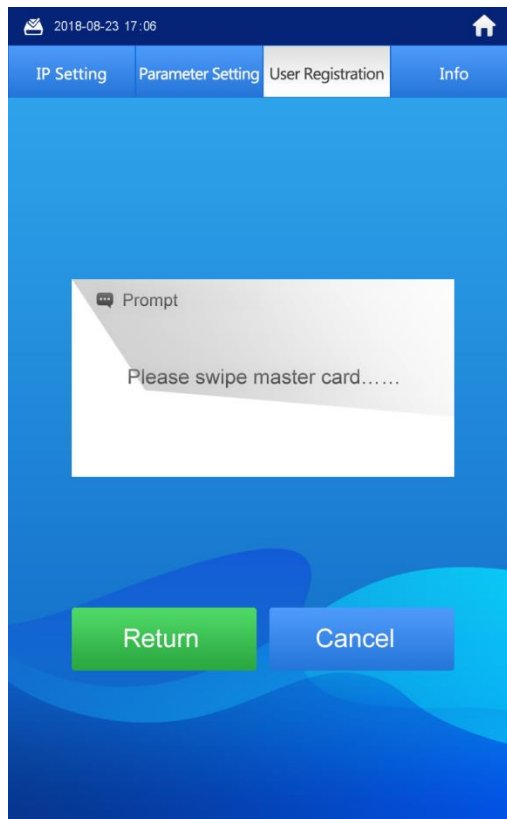 2018-08-23 17:06
IP Setting Parameter Setting User Registration Info
Prompt
Please swipe master card……
Return Cancel